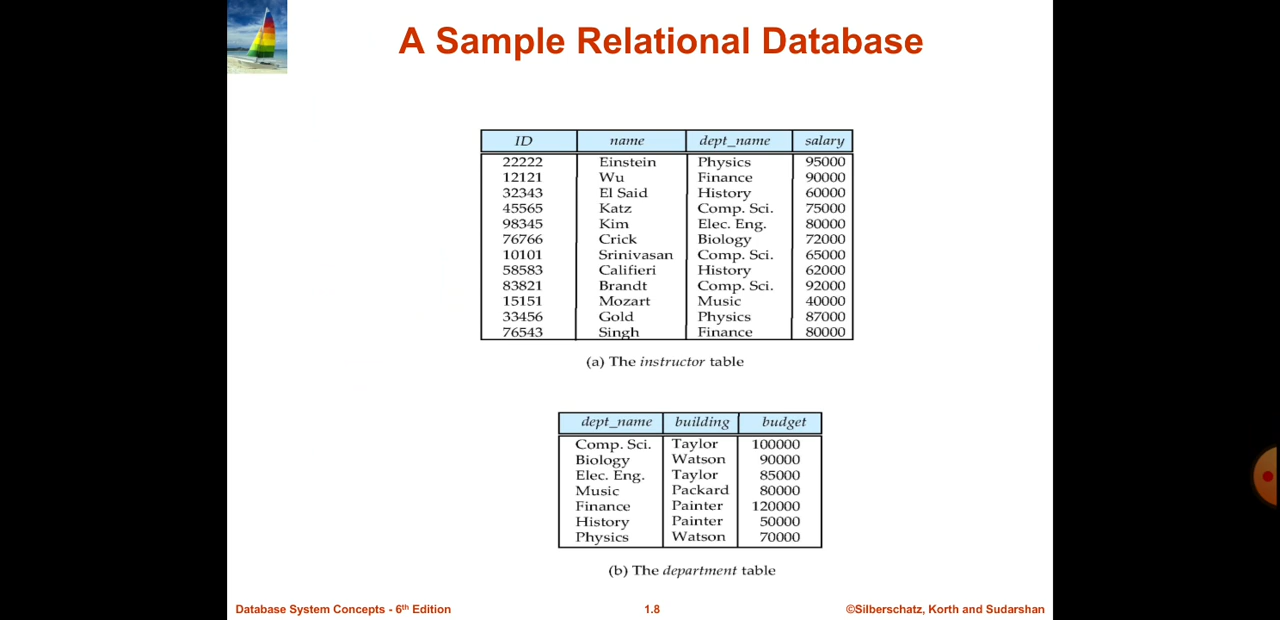 A Sample Relational Database
ID name dept_name salary
22222 Einstein Physics 95000
12121 Wu Finance 90000
32343 El Said History 60000
45565 Katz Comp. Sci. 75000
98345 Kim Elec. Eng. 80000
76766 Crick Biology 72000
10101 Srinivasan Comp. Sci. 65000
58583 Califieri History 62000
83821 Brandt Comp. Sci. 92000
15151 Mozart Music 40000
33456 Gold Physics 87000
76543 Singh Finance 80000
(a) The instructor table
dept_name building budget
Comp. Sci. Taylor 100000
Biology Watson 90000
Elec. Eng. Taylor 85000
Music Packard 80000
Finance Painter 120000
History Painter 50000
Physics Watson 70000
(b) The department table
Database System Concepts - 6th Edition 1.8 ©Silberschatz, Korth and Sudarshan